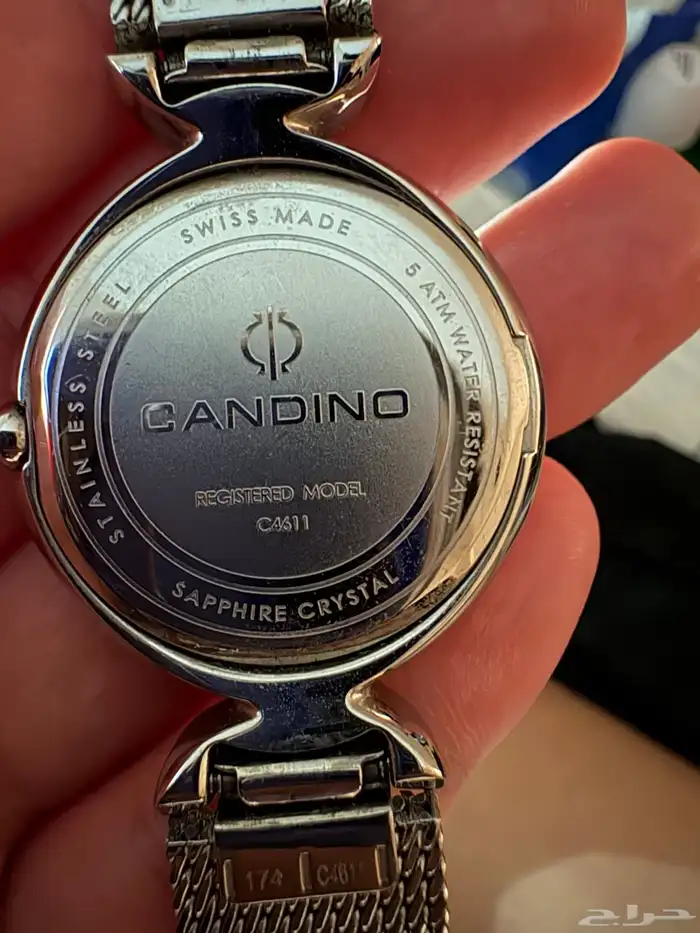 SWISS MADE
5 ATM WATER RESISTANT
STAINLESS STEEL
CANDINO
REGISTERED MODEL
C4611
SAPPHIRE CRYSTAL
174
حراج